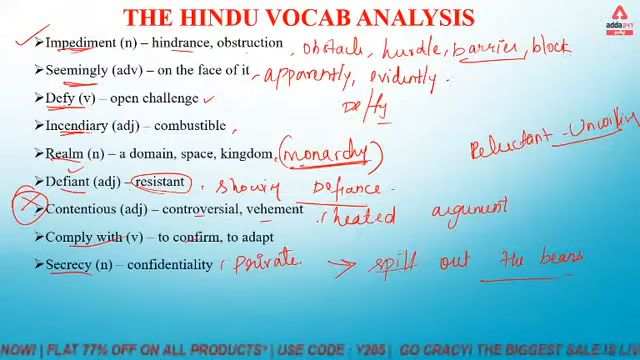 THE HINDU VOCAB ANALYSIS
adda247
Impediment (n) – hindrance, obstruction, obstacle, hurdle, barrier, block
Seemingly (adv) – on the face of it, apparently, evidently.
Defy (v) – open challenge
De/fy
Incendiary (adj) – combustible,
Realm (n) – a domain, space, kingdom, (monarchy)
Reluctant - Unwilling
Defiant (adj) – resistant, showing Defiance.
Contentious (adj) – controversial, vehement, heated argument
Comply with (v) – to confirm, to adapt
Secrecy (n) – confidentiality, private. → spill out the beans
NOW! | FLAT 77% OFF ON ALL PRODUCTS* | USE CODE : Y205 | GO CRACY! THE BIGGEST SALE IS